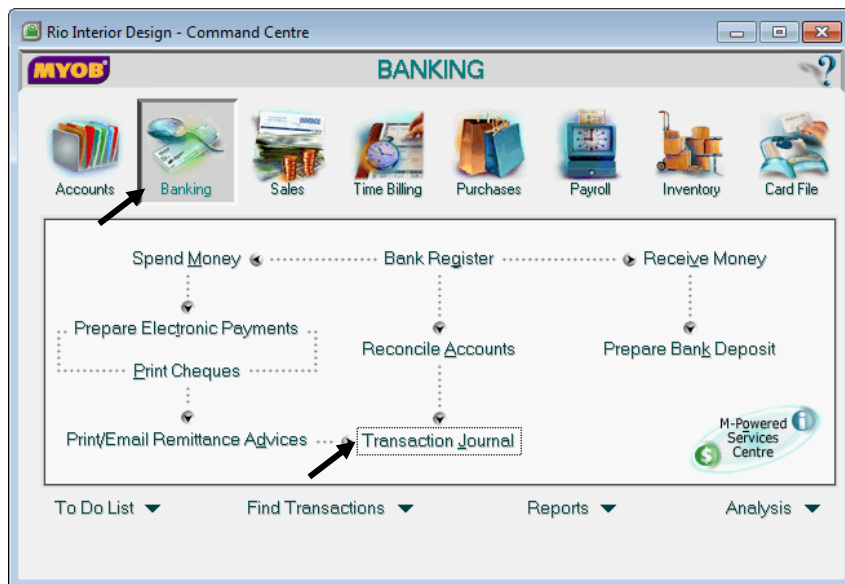 Rio Interior Design - Command Centre
MYOB BANKING ?
Accounts Banking Sales Time Billing Purchases Payroll Inventory Card File
INVOICE
Spend Money Bank Register Receive Money
Prepare Electronic Payments
Reconcile Accounts Prepare Bank Deposit
Print Cheques
Print/Email Remittance Advices Transaction Journal
M-Powered
Services
Centre
To Do List Find Transactions Reports Analysis